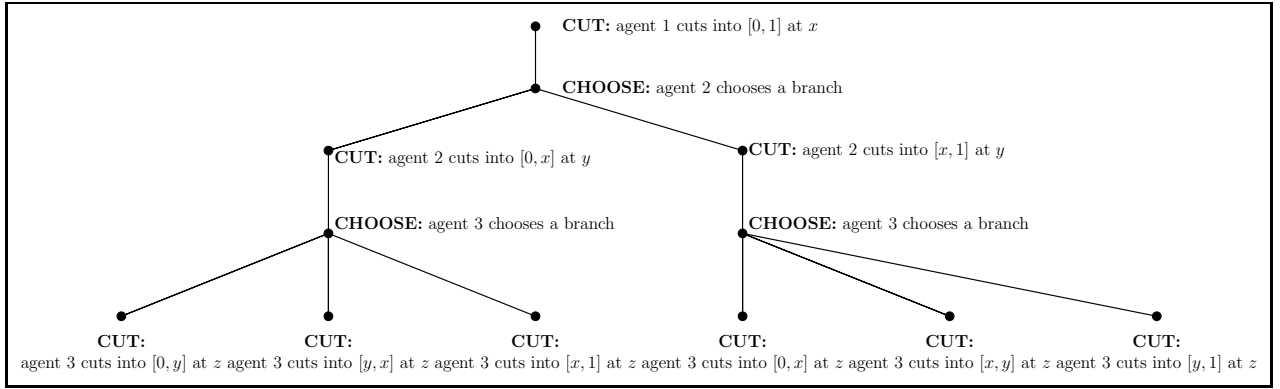 CUT: agent 1 cuts into [0, 1] at x
CHOOSE: agent 2 chooses a branch
CUT: agent 2 cuts into [0, x] at y
CUT: agent 2 cuts into [x, 1] at y
CHOOSE: agent 3 chooses a branch
CHOOSE: agent 3 chooses a branch
CUT:
agent 3 cuts into [0, y] at z
CUT:
agent 3 cuts into [y, x] at z
CUT:
agent 3 cuts into [x, 1] at z
CUT:
agent 3 cuts into [0, x] at z
CUT:
agent 3 cuts into [x, y] at z
CUT:
agent 3 cuts into [y, 1] at z